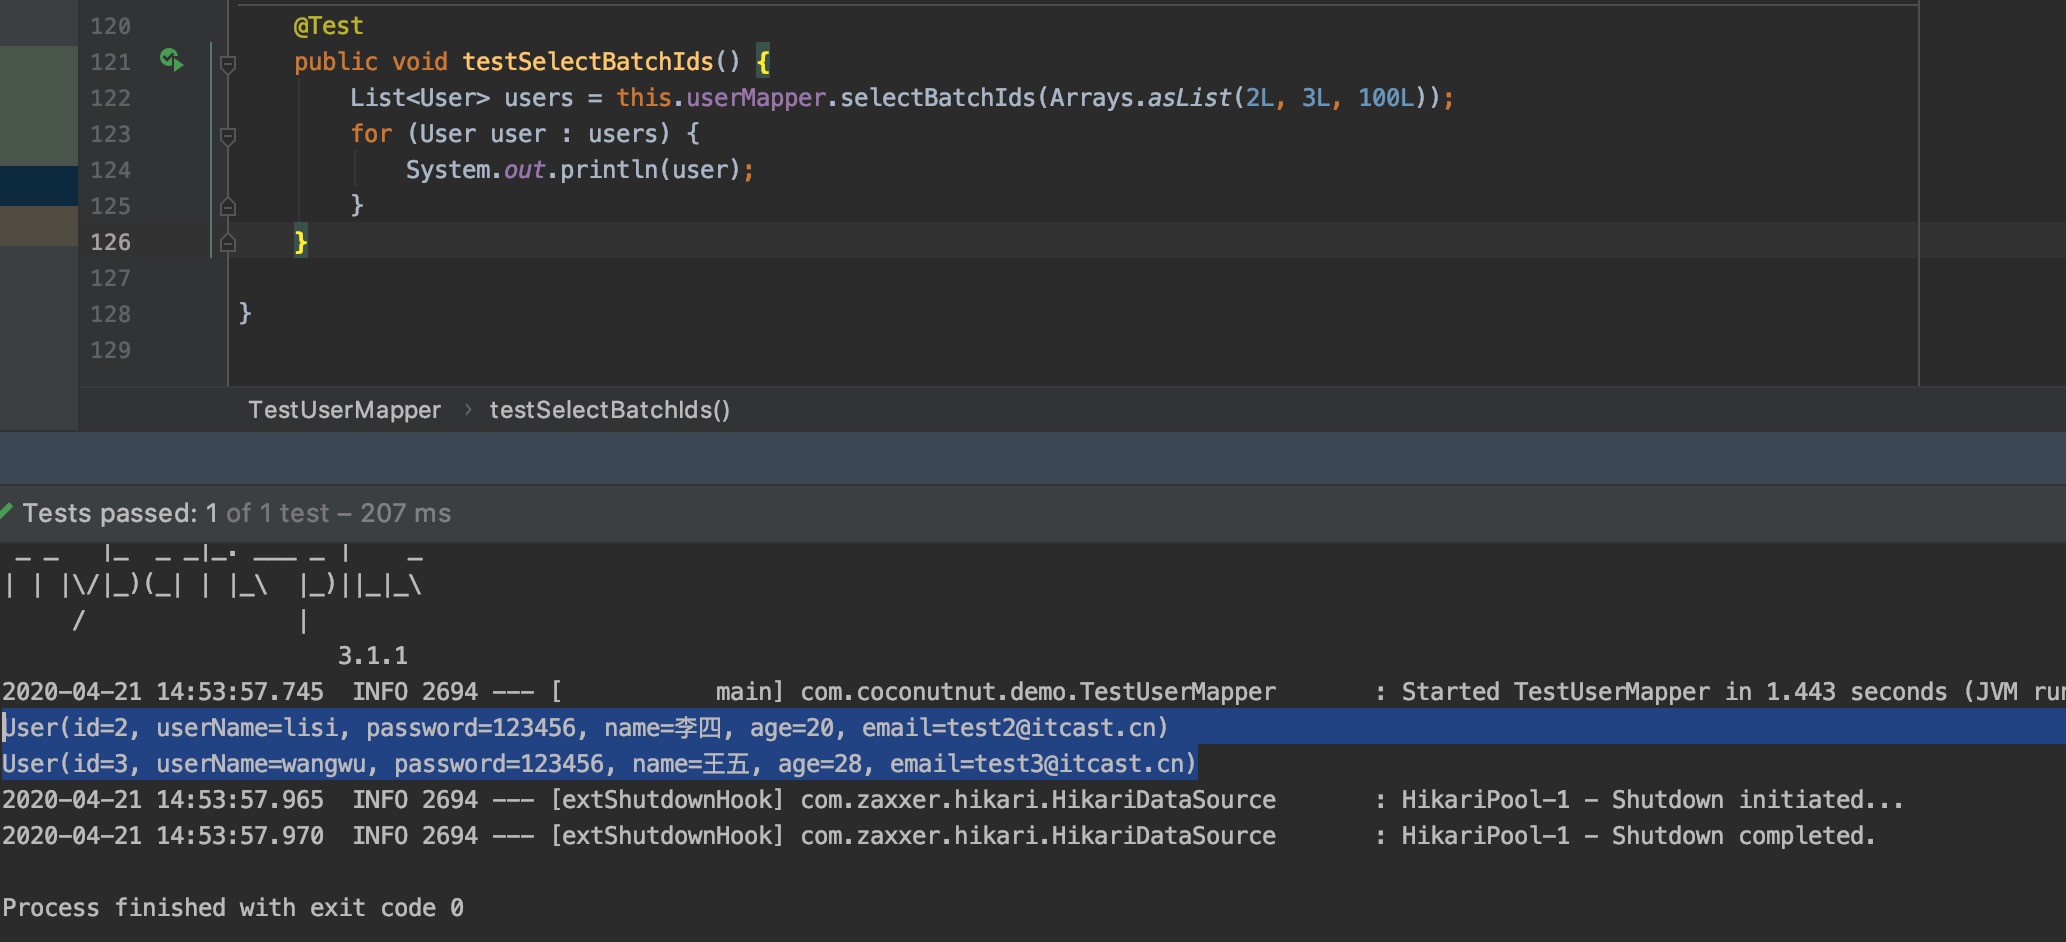 120 @Test
121 public void testSelectBatchIds() {
122 List<User> users = this.userMapper.selectBatchIds(Arrays.asList(2L, 3L, 100L));
123 for (User user : users) {
124 System.out.println(user);
125 }
126 }
127
128 }
129
TestUserMapper › testSelectBatchIds()
Tests passed: 1 of 1 test – 207 ms
 _ _   |_  _ _|_. ___ _ |    _
| | |\/|_)(_| | |_\  |_)||_|_\
     /               |
3.1.1
2020-04-21 14:53:57.745  INFO 2694 --- [           main] com.coconutnut.demo.TestUserMapper       : Started TestUserMapper in 1.443 seconds (JVM run
User(id=2, userName=lisi, password=123456, name=李四, age=20, email=test2@itcast.cn)
User(id=3, userName=wangwu, password=123456, name=王五, age=28, email=test3@itcast.cn)
2020-04-21 14:53:57.965  INFO 2694 --- [extShutdownHook] com.zaxxer.hikari.HikariDataSource       : HikariPool-1 - Shutdown initiated...
2020-04-21 14:53:57.970  INFO 2694 --- [extShutdownHook] com.zaxxer.hikari.HikariDataSource       : HikariPool-1 - Shutdown completed.
Process finished with exit code 0